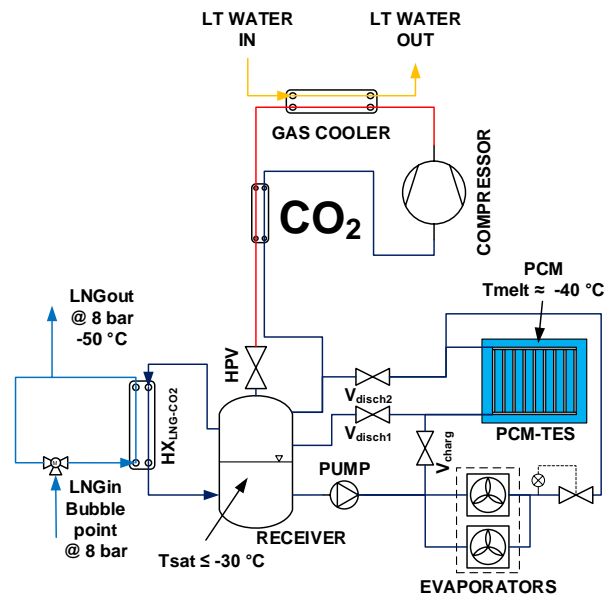 LT WATER
IN
LT WATER
OUT
GAS COOLER
COMPRESSOR
CO2
PCM
Tmelt ≈ -40 °C
LNGout
@ 8 bar
-50 °C
HPV
HXLNG-CO2
Vdisch2
Vdisch1
PCM-TES
Vcharg
PUMP
M
LNGin
Bubble
point
@ 8 bar
RECEIVER
Tsat ≤ -30 °C
EVAPORATORS